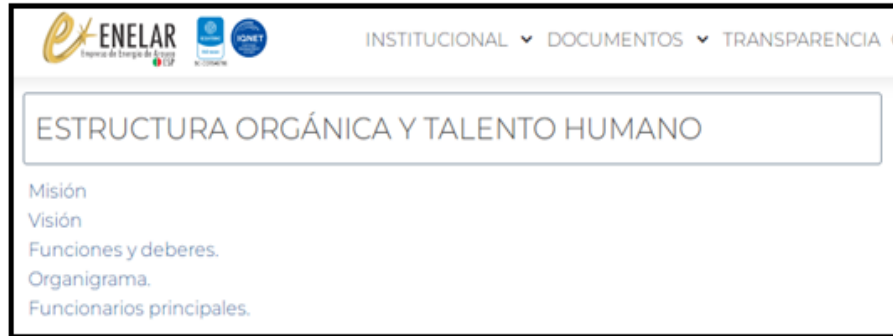 ENELAR
Empresa de Energía de Arauca
ESP
IQNET
INSTITUCIONAL DOCUMENTOS TRANSPARENCIA
ESTRUCTURA ORGÁNICA Y TALENTO HUMANO
Misión
Visión
Funciones y deberes.
Organigrama.
Funcionarios principales.